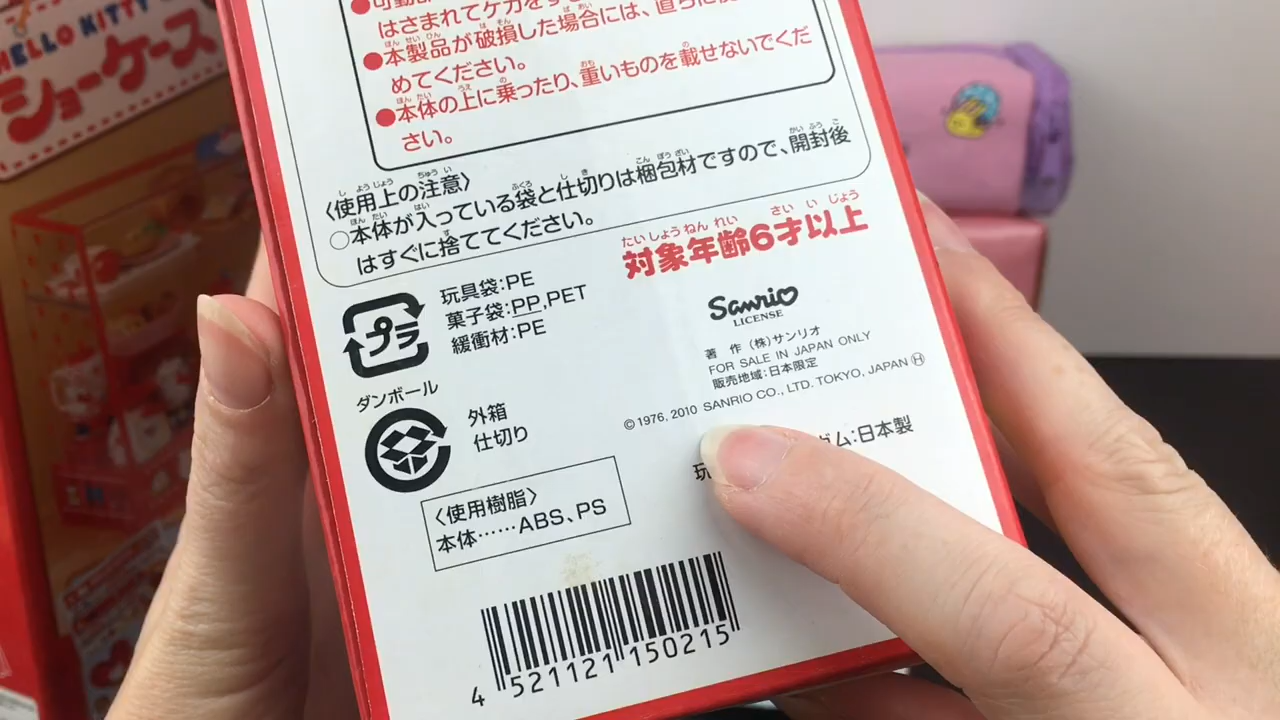 HELLO KITTY
ショーケース
はさまれてケガをす
●本製品が破損した場合には、直ちに使
めてください。
●本体の上に乗ったり、重いものを載せないでくだ
さい。
〈使用上の注意〉
○本体が入っている袋と仕切りは梱包材ですので、開封後
はすぐに捨ててください。
対象年齢6才以上
プラ
玩具袋:PE
菓子袋:PP,PET
緩衝材:PE
Sanrio
LICENSE
著 作 (株)サンリオ
FOR SALE IN JAPAN ONLY
販売地域:日本限定
©1976, 2010 SANRIO CO., LTD. TOKYO, JAPAN Ⓗ
ダンボール
外箱
仕切り
玩
ガム:日本製
〈使用樹脂〉
本体……ABS、PS
4 521121 150215